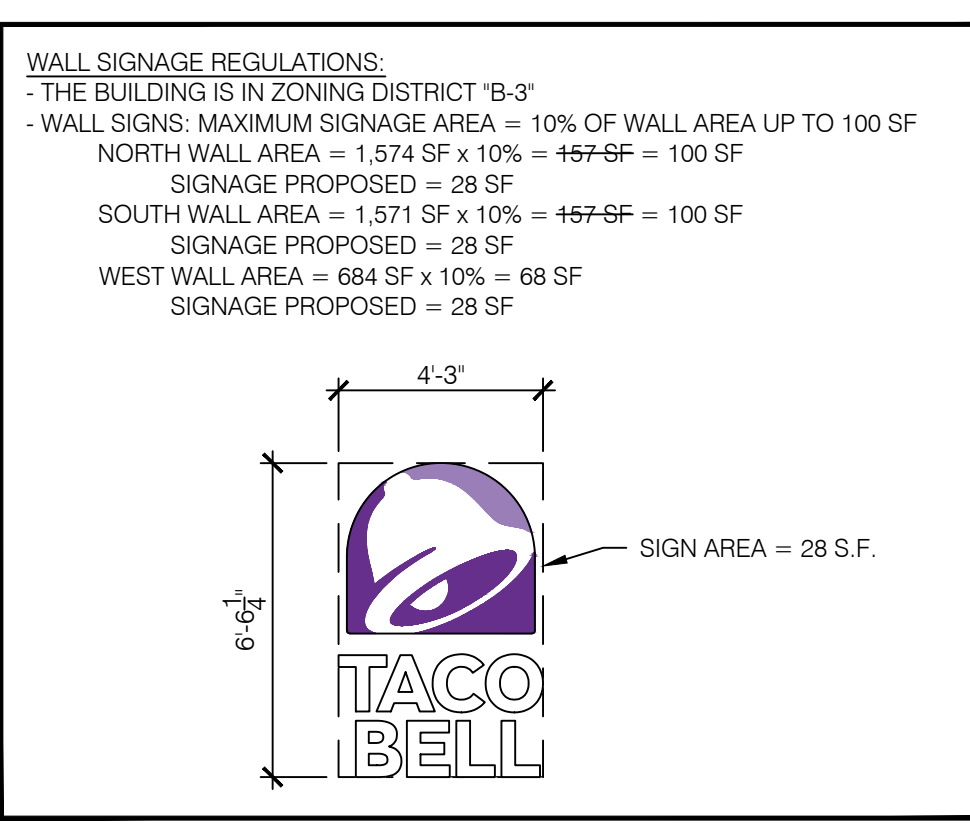 WALL SIGNAGE REGULATIONS:
- THE BUILDING IS IN ZONING DISTRICT "B-3"
- WALL SIGNS: MAXIMUM SIGNAGE AREA = 10% OF WALL AREA UP TO 100 SF
NORTH WALL AREA = 1,574 SF x 10% = 157 SF = 100 SF
SIGNAGE PROPOSED = 28 SF
SOUTH WALL AREA = 1,571 SF x 10% = 157 SF = 100 SF
SIGNAGE PROPOSED = 28 SF
WEST WALL AREA = 684 SF x 10% = 68 SF
SIGNAGE PROPOSED = 28 SF
4'-3"
SIGN AREA = 28 S.F.
6'-6 1/4"
TACO
BELL